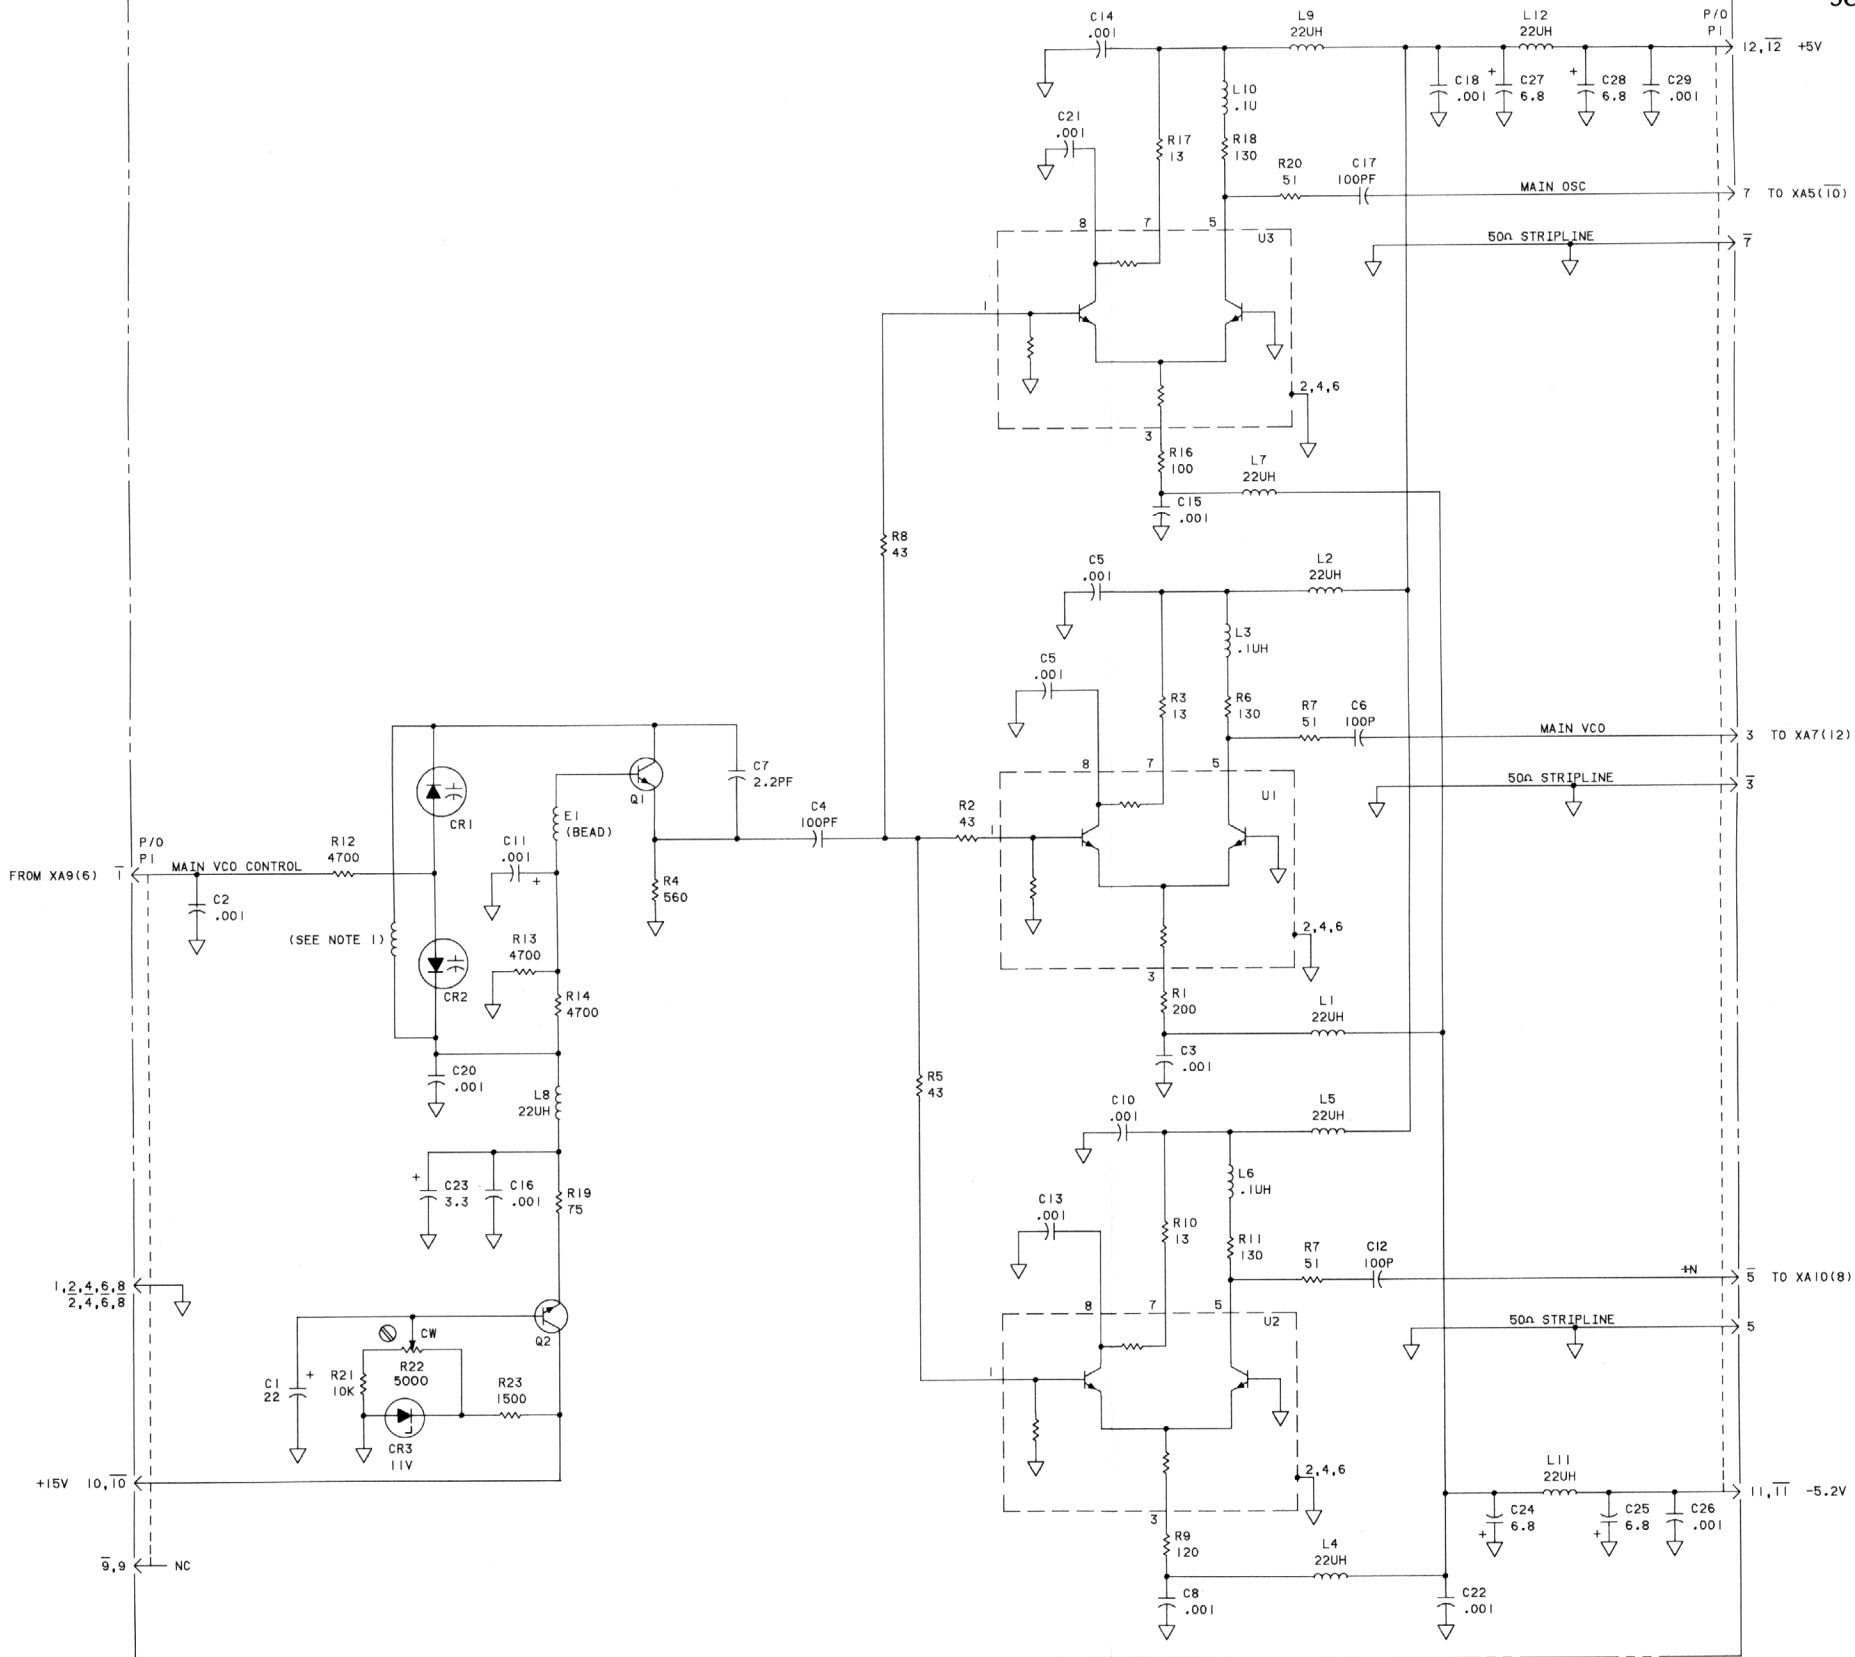 C14
.001
L9
22UH
L12
22UH
P/O
P1
12,1̅2̅ +5V
C18
.001
+
C27
6.8
+
C28
6.8
C29
.001
L10
.1U
C21
.001
R17
13
R18
130
R20
51
C17
100PF
MAIN OSC
7 TO XA5(1̅0̅)
8
7
5
U3
50Ω STRIPLINE
7̅
1
2,4,6
3
R16
100
L7
22UH
C15
.001
R8
43
C5
.001
L2
22UH
L3
.1UH
C5
.001
R3
13
R6
130
R7
51
C6
100P
MAIN VCO
3 TO XA7(12)
8
7
5
U1
50Ω STRIPLINE
3̅
C7
2.2PF
Q1
CR1
E1
(BEAD)
C4
100PF
R2
43
1
P/O
P1
FROM XA9(6) 1̅
MAIN VCO CONTROL
R12
4700
C11
.001
+
C2
.001
R4
560
(SEE NOTE 1)
R13
4700
2,4,6
CR2
R14
4700
3
R1
200
L1
22UH
C3
.001
C20
.001
L8
22UH
R5
43
C10
.001
L5
22UH
+
C23
3.3
C16
.001
R19
75
L6
.1UH
C13
.001
R10
13
R11
130
R7
51
C12
100P
÷N
5̅ TO XA10(8)
1,2,4,6,8
2̅,4̅,6̅,8̅
8
7
5
U2
50Ω STRIPLINE
5
CW
Q2
C1
22
+
R21
10K
R22
5000
R23
1500
1
CR3
11V
+15V 10,1̅0̅
2,4,6
3
L11
22UH
11,1̅1̅ -5.2V
C24
6.8
+
C25
6.8
+
C26
.001
R9
120
L4
22UH
9̅,9
NC
C8
.001
C22
.001